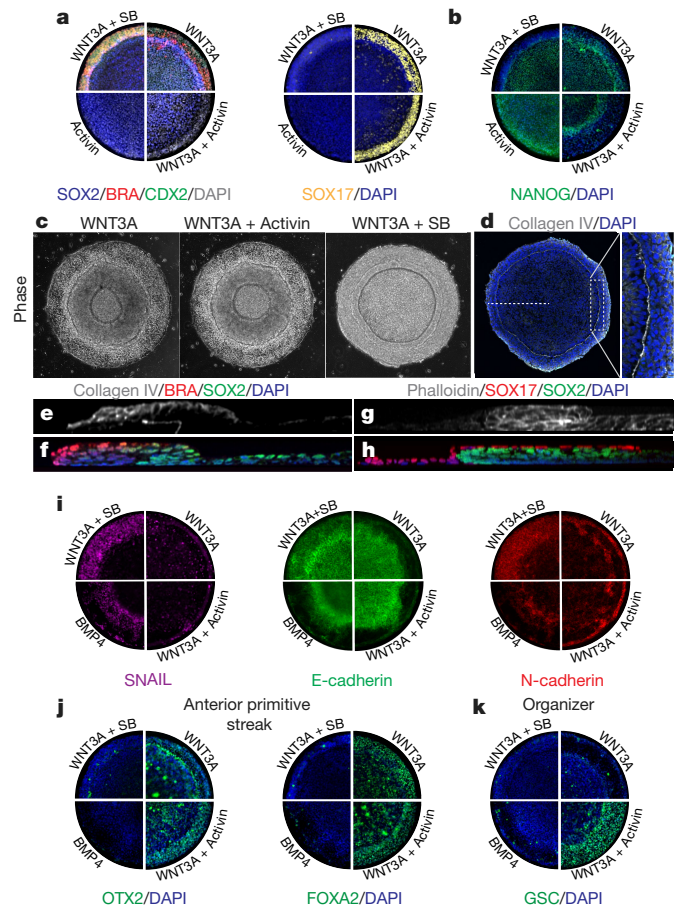 a
WNT3A + SB
WNT3A
Activin
WNT3A + Activin
SOX2/BRA/CDX2/DAPI
WNT3A + SB
WNT3A
Activin
WNT3A + Activin
SOX17/DAPI
b
WNT3A + SB
WNT3A
Activin
WNT3A + Activin
NANOG/DAPI
c
WNT3A
WNT3A + Activin
WNT3A + SB
Phase
d
Collagen IV/DAPI
Collagen IV/BRA/SOX2/DAPI
e
f
Phalloidin/SOX17/SOX2/DAPI
g
h
i
WNT3A + SB
WNT3A
BMP4
WNT3A + Activin
SNAIL
WNT3A+SB
WNT3A
BMP4
WNT3A + Activin
E-cadherin
WNT3A+SB
WNT3A
BMP4
WNT3A + Activin
N-cadherin
j
Anterior primitive
streak
WNT3A + SB
WNT3A
BMP4
WNT3A + Activin
OTX2/DAPI
WNT3A + SB
WNT3A
BMP4
WNT3A + Activin
FOXA2/DAPI
k
Organizer
WNT3A + SB
WNT3A
BMP4
WNT3A + Activin
GSC/DAPI